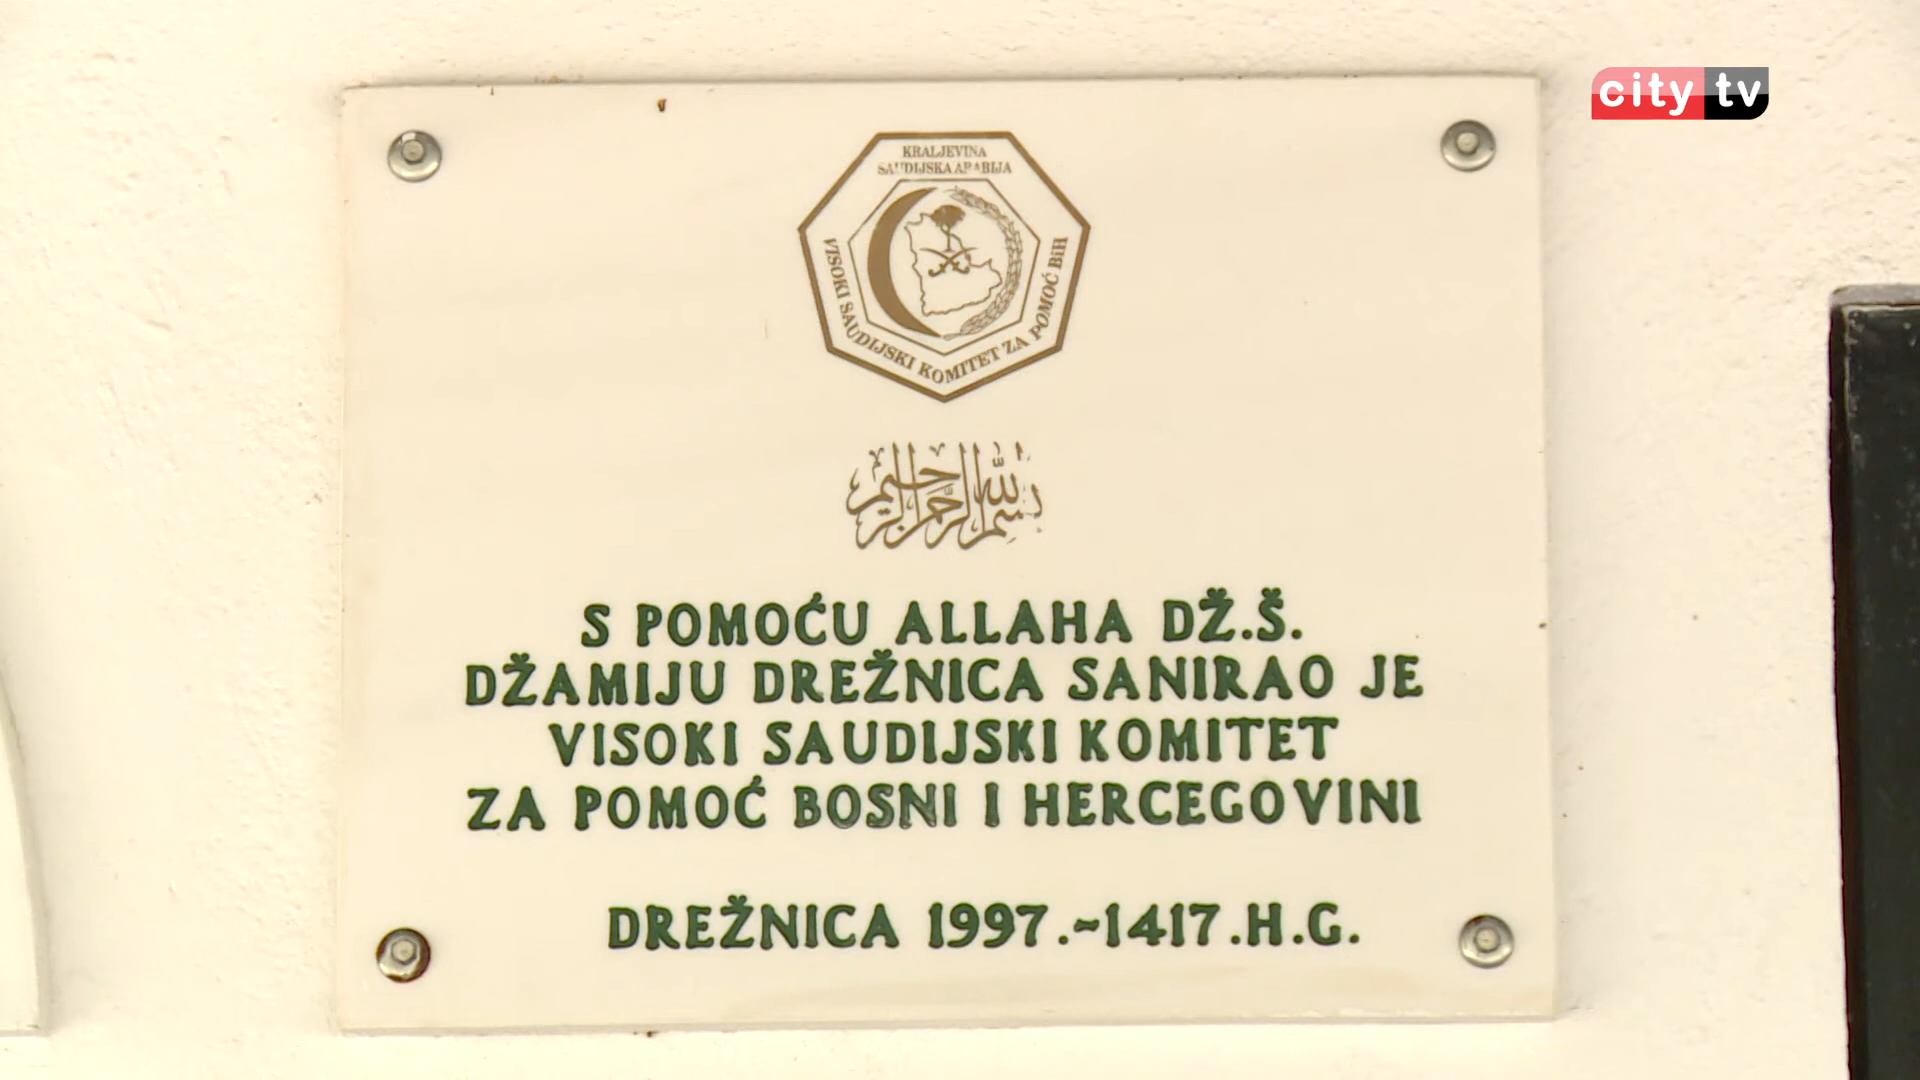 city tv
KRALJEVINA
SAUDIJSKA ARABIJA
VISOKI SAUDIJSKI KOMITET ZA POMOĆ BiH
بسم الله الرحمن الرحيم
S POMOĆU ALLAHA DŽ.Š.
DŽAMIJU DREŽNICA SANIRAO JE
VISOKI SAUDIJSKI KOMITET
ZA POMOĆ BOSNI I HERCEGOVINI
DREŽNICA 1997.~1417.H.G.